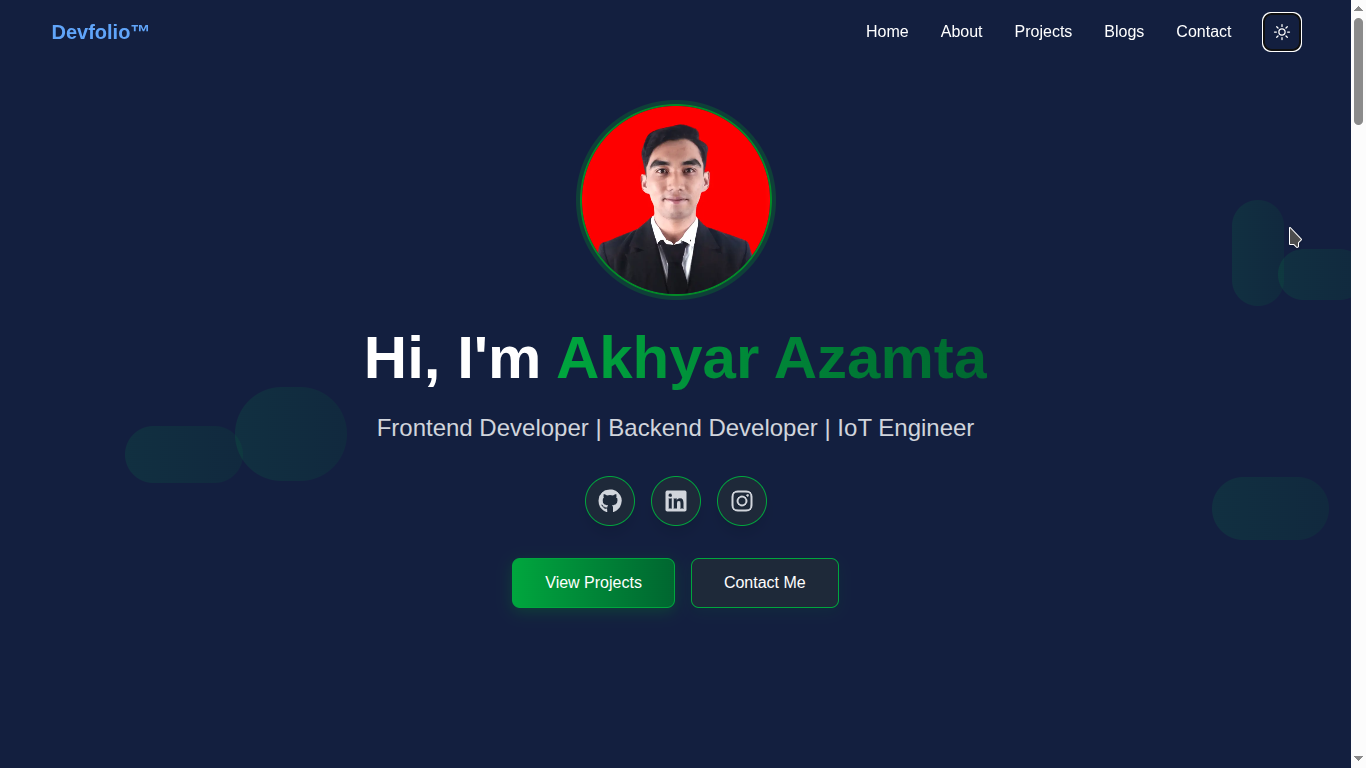 Devfolio™
Home About Projects Blogs Contact
Hi, I'm Akhyar Azamta
Frontend Developer | Backend Developer | IoT Engineer
View Projects Contact Me